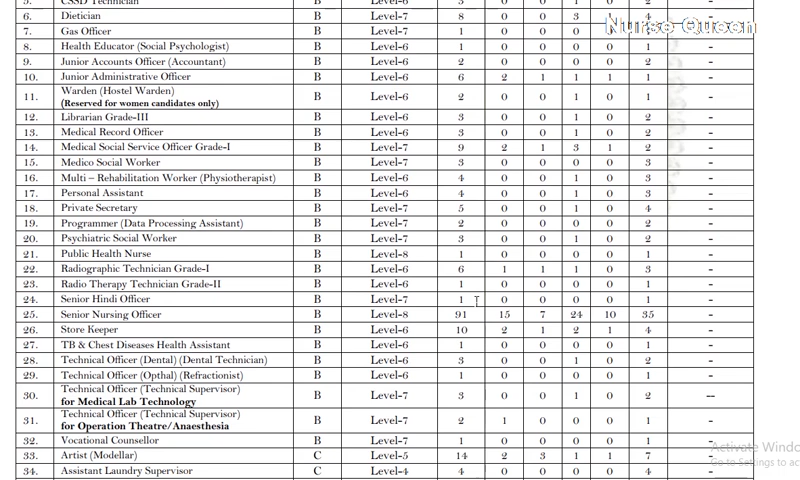 5. CSSD Technician B Level-6 3 0 0 1 0 2 -
6. Dietician B Level-7 8 0 0 3 1 4 -
Nurse Queen
7. Gas Officer B Level-7 1 0 0 0 0 1 -
8. Health Educator (Social Psychologist) B Level-6 1 0 0 0 0 1 -
9. Junior Accounts Officer (Accountant) B Level-6 2 0 0 0 0 2 -
10. Junior Administrative Officer B Level-6 6 2 1 1 1 1 -
11. Warden (Hostel Warden) B Level-6 2 0 0 1 0 1 -
(Reserved for women candidates only)
12. Librarian Grade-III B Level-6 3 0 0 1 0 2 -
13. Medical Record Officer B Level-6 3 0 0 1 0 2 -
14. Medical Social Service Officer Grade-I B Level-7 9 2 1 3 1 2 -
15. Medico Social Worker B Level-7 3 0 0 0 0 3 -
16. Multi – Rehabilitation Worker (Physiotherapist) B Level-6 4 0 0 1 0 3 -
17. Personal Assistant B Level-6 4 0 0 1 0 3 -
18. Private Secretary B Level-7 5 0 0 1 0 4 -
19. Programmer (Data Processing Assistant) B Level-7 2 0 0 0 0 2 -
20. Psychiatric Social Worker B Level-7 3 0 0 1 0 2 -
21. Public Health Nurse B Level-8 1 0 0 0 0 1 -
22. Radiographic Technician Grade-I B Level-6 6 1 1 1 0 3 -
23. Radio Therapy Technician Grade-II B Level-6 1 0 0 0 0 1 -
24. Senior Hindi Officer B Level-7 1 0 0 0 0 1 -
25. Senior Nursing Officer B Level-8 91 15 7 24 10 35 -
26. Store Keeper B Level-6 10 2 1 2 1 4 -
27. TB & Chest Diseases Health Assistant B Level-6 1 0 0 0 0 1 -
28. Technical Officer (Dental) (Dental Technician) B Level-6 3 0 0 1 0 2 -
29. Technical Officer (Opthal) (Refractionist) B Level-6 1 0 0 0 0 1 -
30. Technical Officer (Technical Supervisor) B Level-7 3 0 0 1 0 2 --
for Medical Lab Technology
31. Technical Officer (Technical Supervisor) B Level-7 2 1 0 0 0 1 -
for Operation Theatre/Anaesthesia
32. Vocational Counsellor B Level-7 1 0 0 0 0 1 -
33. Artist (Modellar) C Level-5 14 2 3 1 1 7 -
34. Assistant Laundry Supervisor C Level-4 4 0 0 0 0 4 -
Activate Windo
Go to Settings to ac